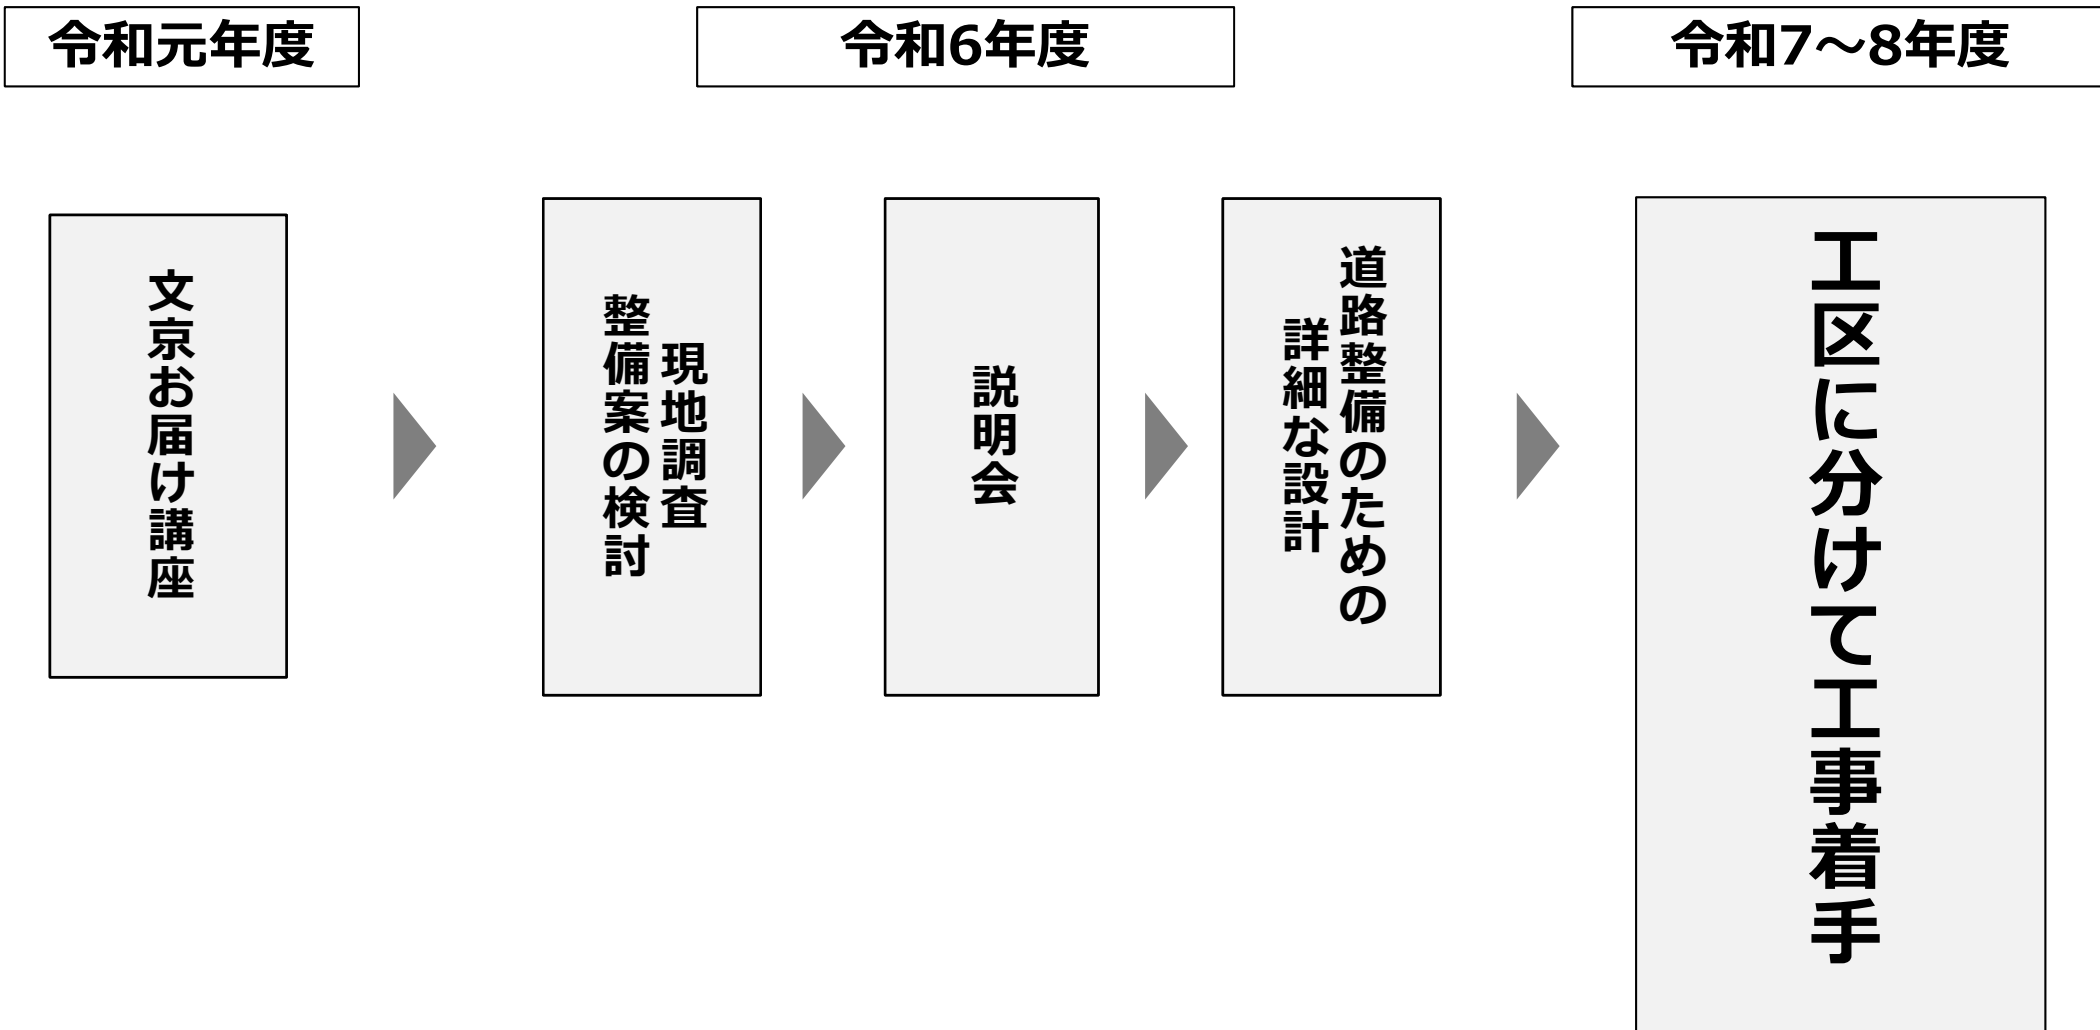 令和元年度
令和6年度
令和7～8年度
文京お届け講座
現地調査
整備案の検討
説明会
道路整備のための
詳細な設計
工区に分けて工事着手